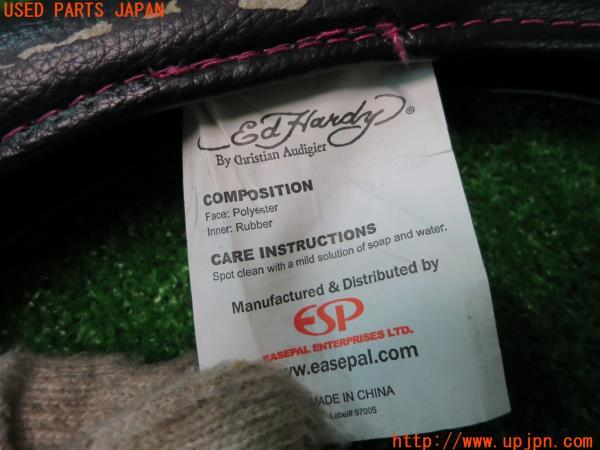 USED PARTS JAPAN
Ed Hardy®
By Christian Audigier
COMPOSITION
Face: Polyester
Inner: Rubber
CARE INSTRUCTIONS
Spot clean with a mild solution of soap and water.
Manufactured & Distributed by
ESP
EASEPAL ENTERPRISES LTD.
www.easepal.com
MADE IN CHINA
Label#:97005
http://www.upjpn.com/